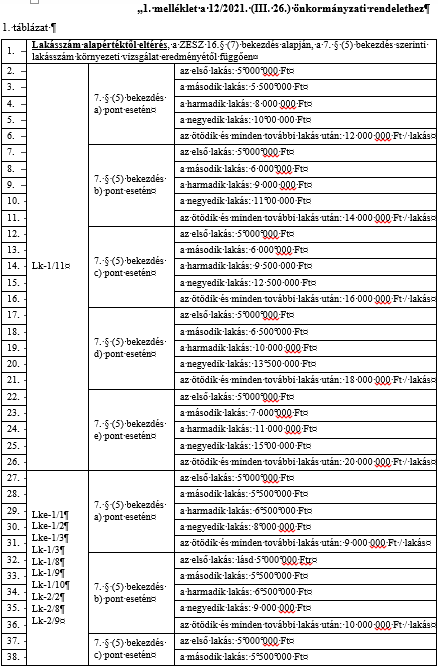 „1. melléklet a 12/2021. (III. 26.) önkormányzati rendelethez¶
1. táblázat ¶
1. Lakásszám alapértéktől eltérés, a ZESZ 16.§ (7) bekezdés alapján, a 7. § (5) bekezdés szerinti
lakásszám környezeti vizsgálat eredményétől függően¤
Lk-1/11¤
7. § (5) bekezdés
a) pont esetén¤
2. az első lakás: 5°000°000 Ft¤
3. a második lakás: 5 500°000 Ft¤
4. a harmadik lakás: 8 000 000 Ft¤
5. a negyedik lakás: 10°00 000 Ft¤
6. az ötödik és minden további lakás után: 12 000 000 Ft / lakás¤
7. § (5) bekezdés
b) pont esetén¤
7. az első lakás: 5°000°000 Ft¤
8. a második lakás: 6 000°000 Ft¤
9. a harmadik lakás: 9 000 000 Ft¤
10. a negyedik lakás: 11°00 000 Ft¤
11. az ötödik és minden további lakás után: 14 000 000 Ft / lakás¤
7. § (5) bekezdés
c) pont esetén¤
12. az első lakás: 5°000°000 Ft¤
13. a második lakás: 6 000°000 Ft¤
14. a harmadik lakás: 9 500 000 Ft¤
15. a negyedik lakás: 12 500 000 Ft¤
16. az ötödik és minden további lakás után: 16 000 000 Ft / lakás¤
7. § (5) bekezdés
d) pont esetén¤
17. az első lakás: 5°000°000 Ft¤
18. a második lakás: 6 500°000 Ft¤
19. a harmadik lakás: 10 000 000 Ft¤
20. a negyedik lakás: 13°500 000 Ft¤
21. az ötödik és minden további lakás után: 18 000 000 Ft / lakás¤
7. § (5) bekezdés
e) pont esetén¤
22. az első lakás: 5°000°000 Ft¤
23. a második lakás: 7 000°000 Ft¤
24. a harmadik lakás: 11 000 000 Ft¤
25. a negyedik lakás: 15°00 000 Ft¤
26. az ötödik és minden további lakás után: 20 000 000 Ft / lakás¤
Lke-1/1¶
Lke-1/2¶
Lke-1/3¶
Lk-1/3¶
Lk-1/8¶
Lk-1/9¶
Lk-1/10¶
Lk-2/2¶
Lk-2/8¶
Lk-2/9¤
7. § (5) bekezdés
a) pont esetén¤
27. az első lakás: 5°000°000 Ft¤
28. a második lakás: 5°500°000 Ft¤
29. a harmadik lakás: 6°500°000 Ft¤
30. a negyedik lakás: 8°000 000 Ft¤
31. az ötödik és minden további lakás után: 9 000 000 Ft / lakás¤
7. § (5) bekezdés
b) pont esetén¤
32. az első lakás: lásd 5°000°000 Ftt¤
33. a második lakás: 5°500°000 Ft¤
34. a harmadik lakás: 6°500°000 Ft¤
35. a negyedik lakás: 9 000 000 Ft¤
36. az ötödik és minden további lakás után: 10 000 000 Ft / lakás¤
7. § (5) bekezdés
c) pont esetén¤
37. az első lakás: 5°000°000 Ft¤
38. a második lakás: 5°500°000 Ft¤